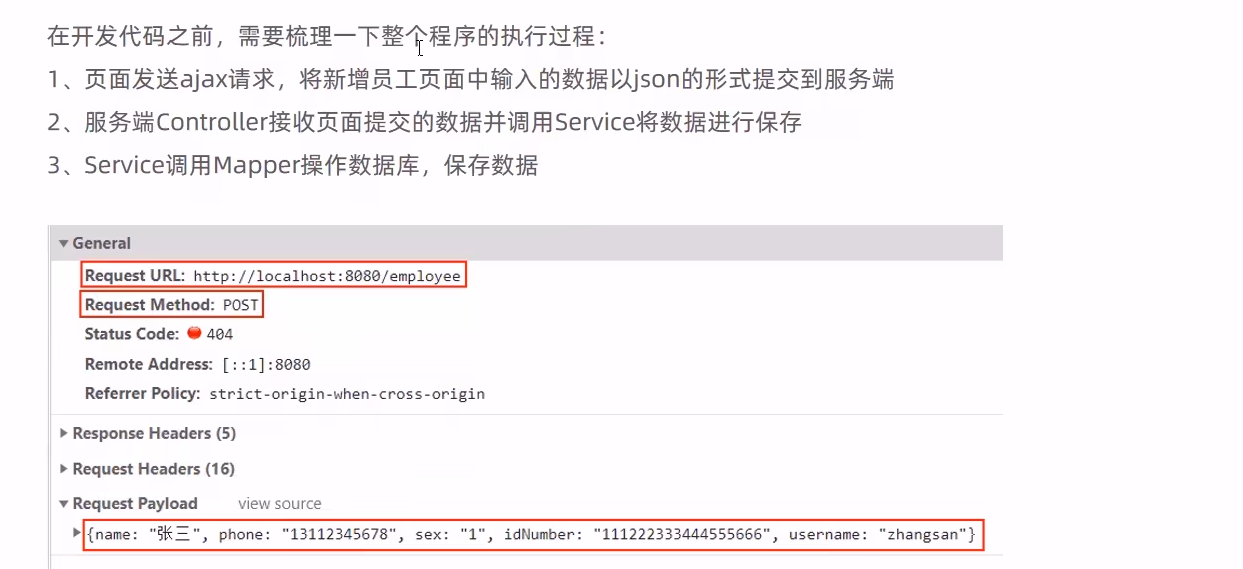 在开发代码之前，需要梳理一下整个程序的执行过程：
1、页面发送ajax请求，将新增员工页面中输入的数据以json的形式提交到服务端
2、服务端Controller接收页面提交的数据并调用Service将数据进行保存
3、Service调用Mapper操作数据库，保存数据
General
Request URL: http://localhost:8080/employee
Request Method: POST
Status Code: 404
Remote Address: [::1]:8080
Referrer Policy: strict-origin-when-cross-origin
Response Headers (5)
Request Headers (16)
Request Payload view source
{name: "张三", phone: "13112345678", sex: "1", idNumber: "111222333444555666", username: "zhangsan"}